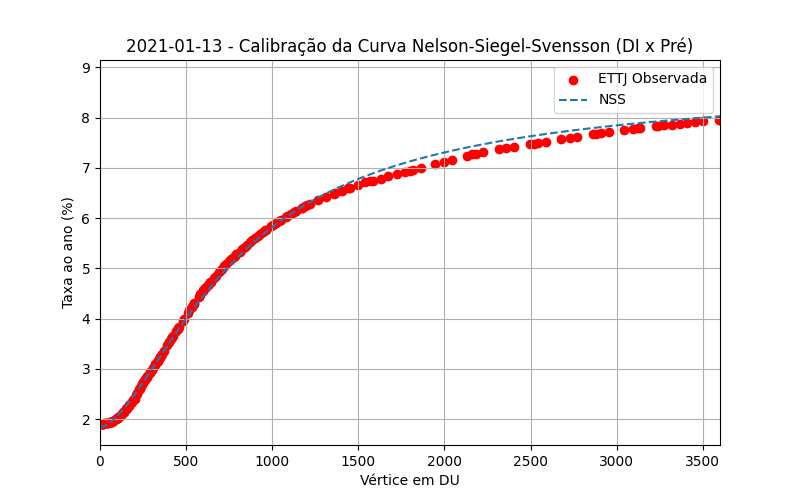 2021-01-13 - Calibração da Curva Nelson-Siegel-Svensson (DI x Pré)
ETTJ Observada
NSS
Taxa ao ano (%)
9
8
7
6
5
4
3
2
0 500 1000 1500 2000 2500 3000 3500
Vértice em DU